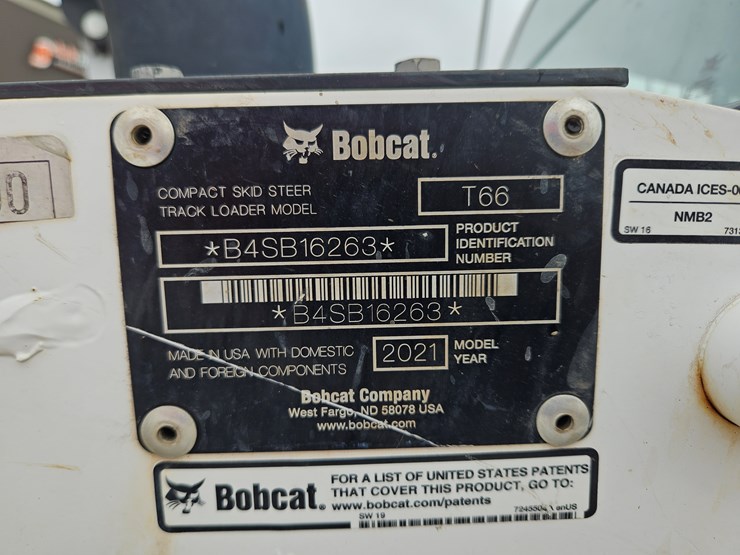 Bobcat.
COMPACT SKID STEER
TRACK LOADER MODEL
T66
*B4SB16263*
PRODUCT
IDENTIFICATION
NUMBER
*B4SB16263*
MADE IN USA WITH DOMESTIC
AND FOREIGN COMPONENTS
2021
MODEL
YEAR
Bobcat Company
West Fargo, ND 58078 USA
www.bobcat.com
CANADA ICES-00
NMB2
SW 16
Bobcat.
FOR A LIST OF UNITED STATES PATENTS
THAT COVER THIS PRODUCT, GO TO:
www.bobcat.com/patents
SW 19
enUS